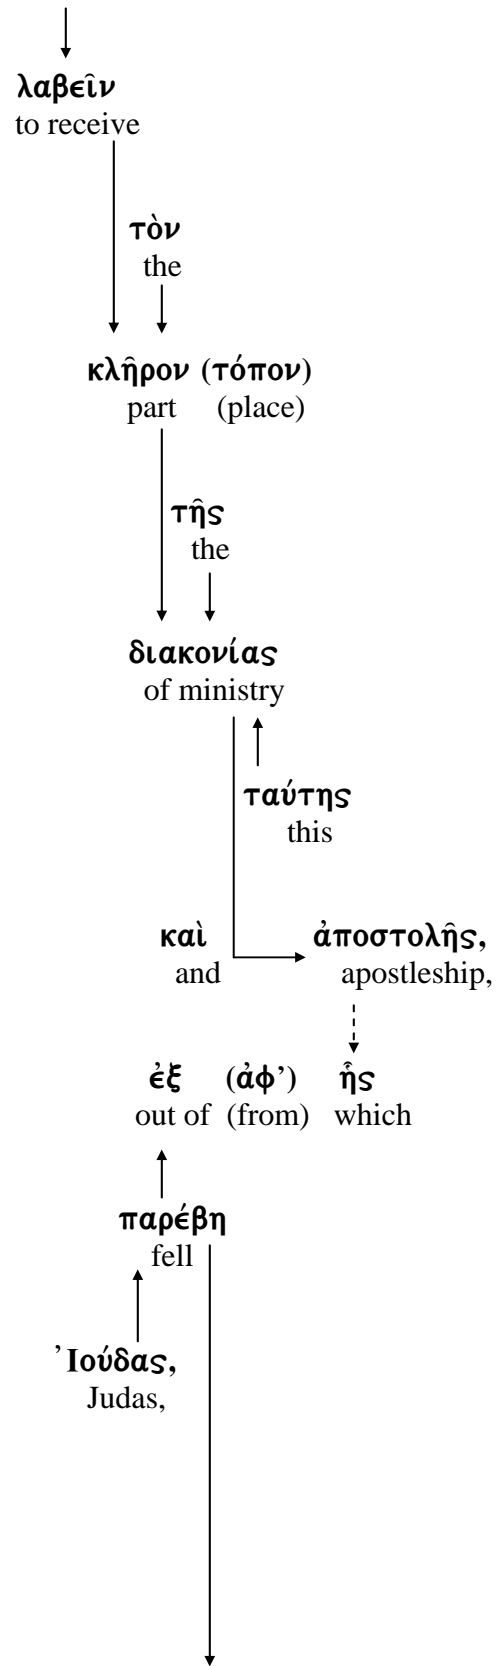 λαβεῖν
to receive
τὸν
the
κλῆρον (τόπον)
part (place)
τῆς
the
διακονίας
of ministry
ταύτης
this
καὶ ἀποστολῆς,
and apostleship,
ἐξ (ἀφ’) ἧς
out of (from) which
παρέβη
fell
᾿Ιούδας,
Judas,